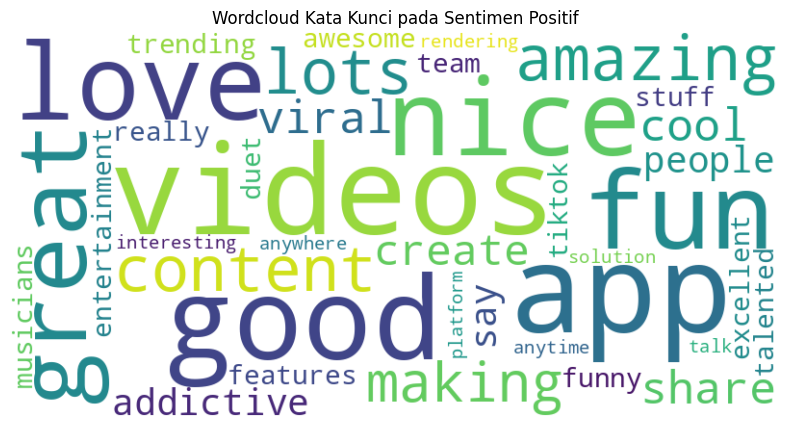 Wordcloud Kata Kunci pada Sentimen Positif
trending
awesome
rendering
love
lots
team
amazing
nice
stuff
viral
really
cool
great
entertainment
duet
videos
people
tiktok
fun
interesting
anywhere
create
solution
content
musicians
good
platform
say
app
excellent
talented
anytime
talk
features
making
funny
share
addictive